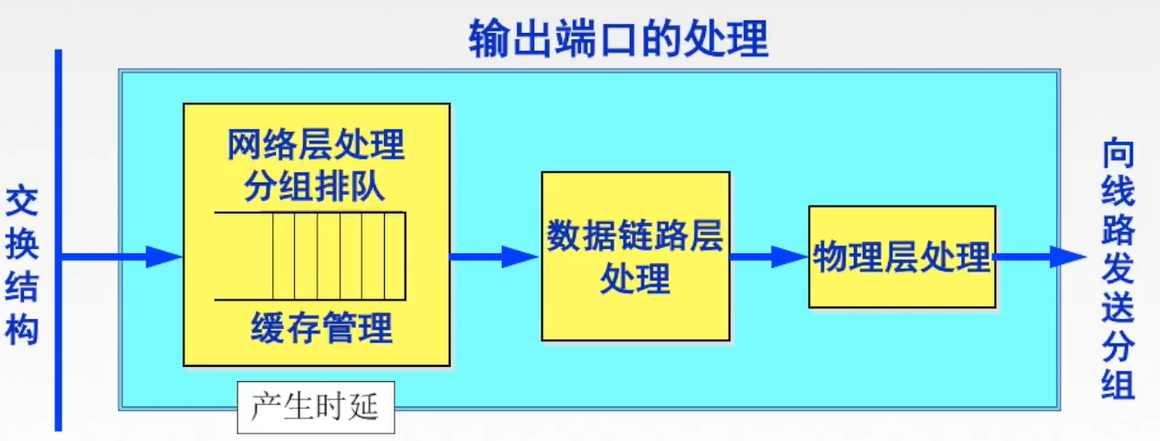 输出端口的处理
交换结构
网络层处理
分组排队
缓存管理
产生时延
数据链路层
处理
物理层处理
向线路发送分组